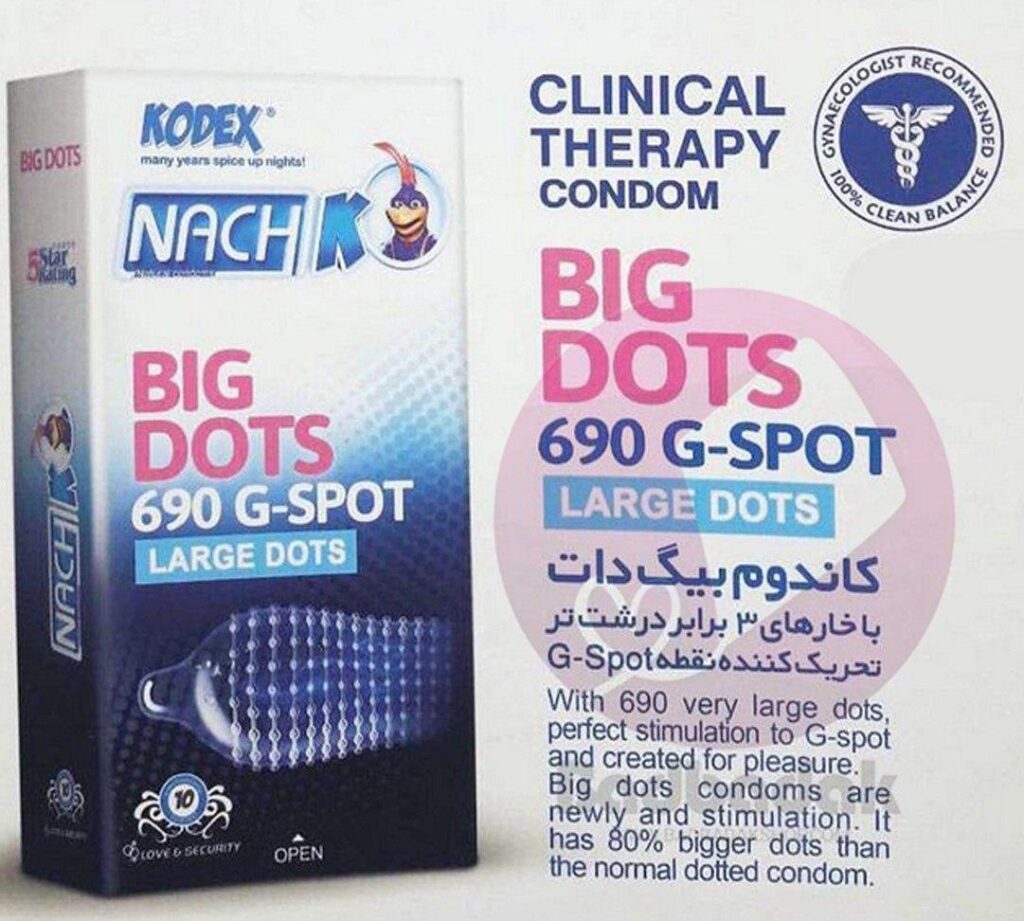 KODEX®
many years spice up nights!
NACH K
BIG
DOTS
690 G-SPOT
LARGE DOTS
10
LOVE & SECURITY
OPEN
BIG DOTS
5 Star
Rating
NACH K
10
CLINICAL
THERAPY
CONDOM
GYNAECOLOGIST RECOMMENDED
100% CLEAN BALANCE
BIG
DOTS
690 G-SPOT
LARGE DOTS
کاندوم بیگ دات
با خارهای ۳ برابر درشت تر
تحریک کننده نقطه G-Spot
With 690 very large dots,
perfect stimulation to G-spot
and created for pleasure.
Big dots condoms are
newly and stimulation. It
has 80% bigger dots than
the normal dotted condom.